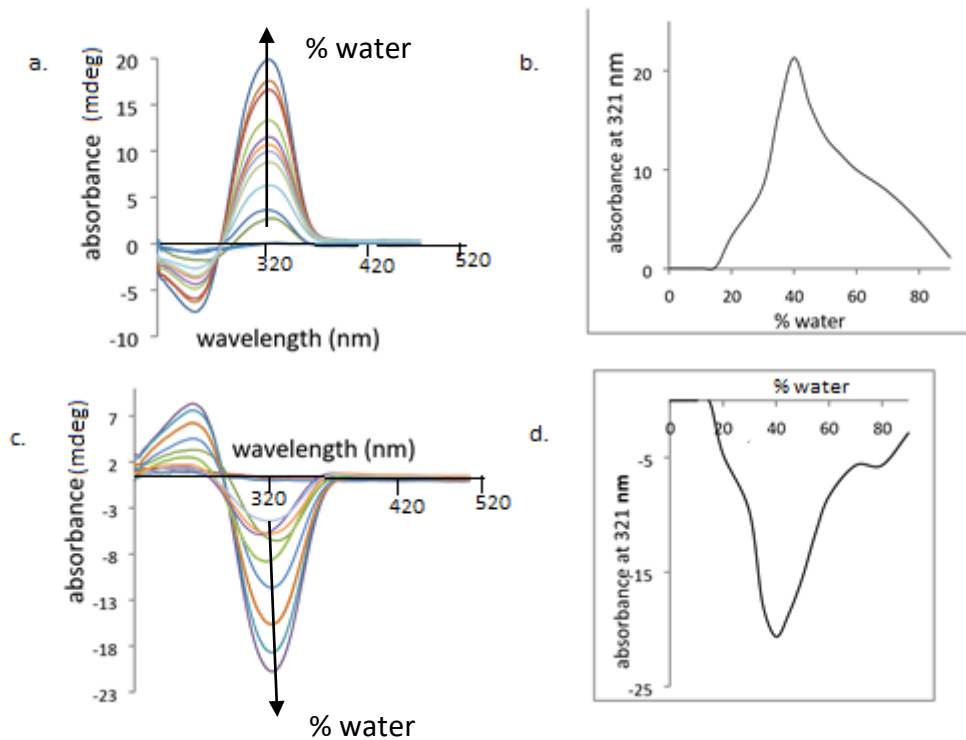 a.
% water
absorbance (mdeg)
20
15
10
5
0
-5
-10
320
420
520
wavelength (nm)
b.
absorbance at 321 nm
20
10
0
0
20
40
60
80
% water
c.
absorbance (mdeg)
7
2
-3
-8
-13
-18
-23
wavelength (nm)
320
420
520
% water
d.
% water
20
40
60
80
absorbance at 321 nm
-5
-15
-25